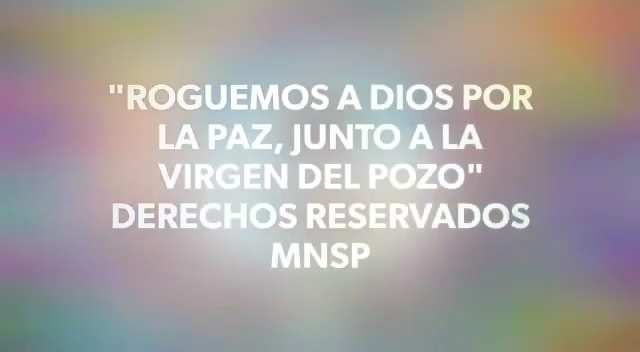 "ROGUEMOS A DIOS POR
LA PAZ, JUNTO A LA
VIRGEN DEL POZO"
DERECHOS RESERVADOS
MNSP